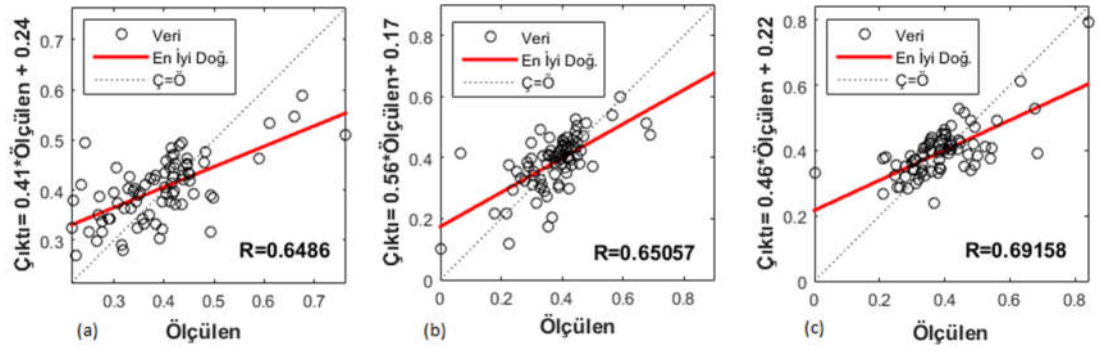 Çıktı= 0.41*Ölçülen + 0.24
0.7
0.6
0.5
0.4
0.3
Veri
En İyi Doğ.
Ç=Ö
R=0.6486
0.3 0.4 0.5 0.6 0.7
(a) Ölçülen
Çıktı= 0.56*Ölçülen+ 0.17
0.8
0.6
0.4
0.2
0
Veri
En İyi Doğ.
Ç=Ö
R=0.65057
0 0.2 0.4 0.6 0.8
(b) Ölçülen
Çıktı= 0.46*Ölçülen + 0.22
0.8
0.6
0.4
0.2
0
Veri
En İyi Doğ.
Ç=Ö
R=0.69158
0 0.2 0.4 0.6 0.8
(c) Ölçülen